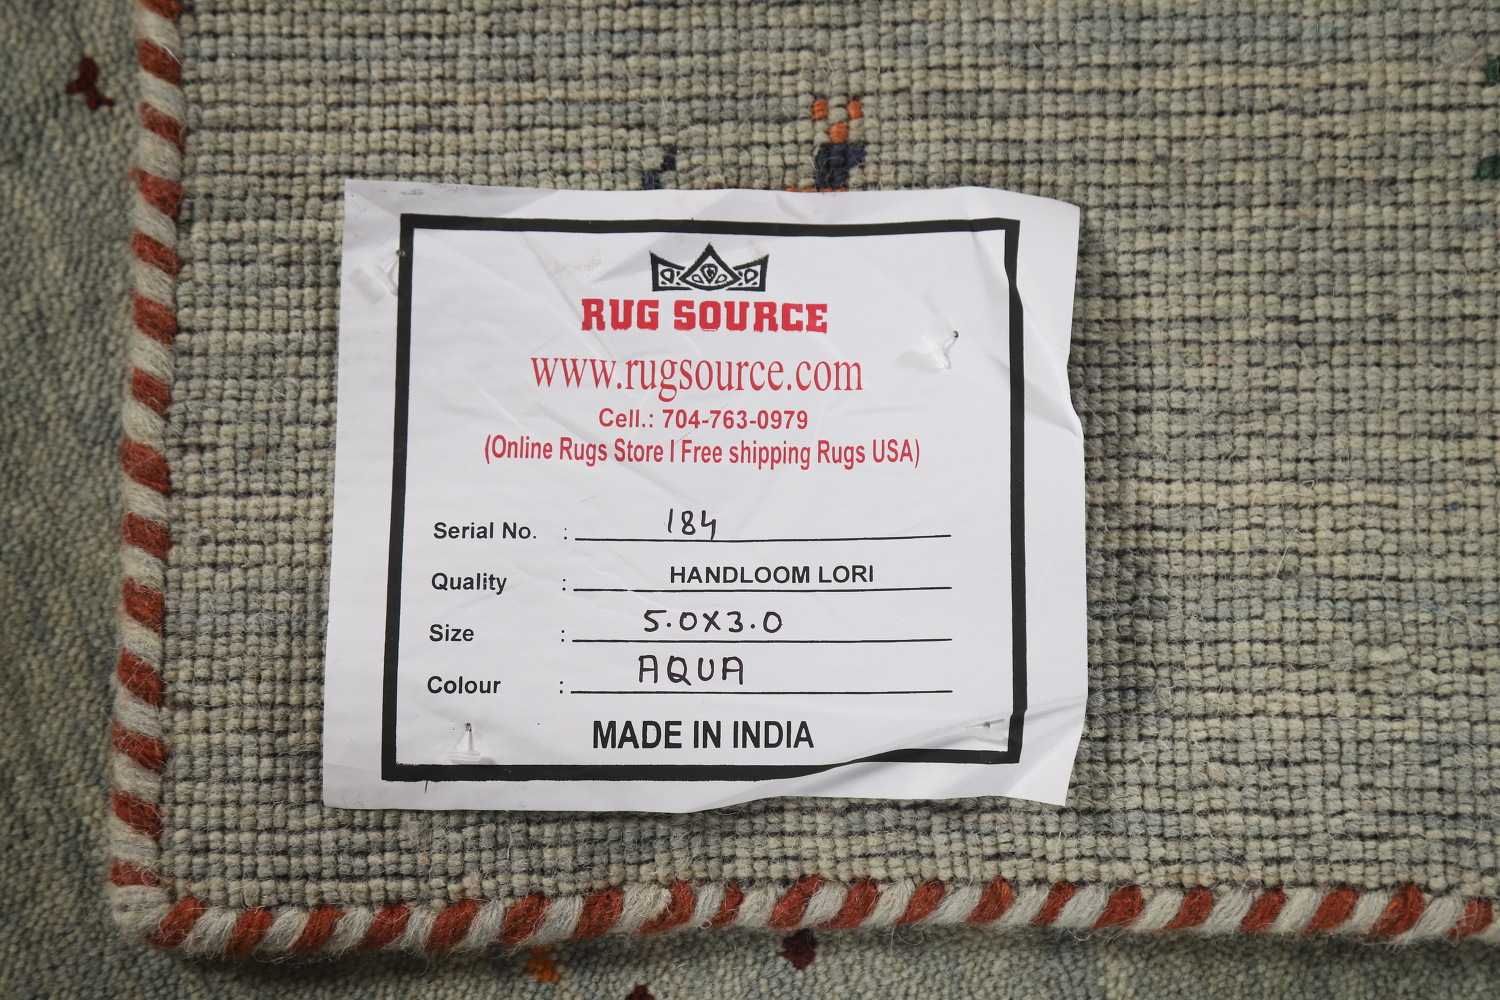 RUG SOURCE
www.rugsource.com
Cell.: 704-763-0979
(Online Rugs Store I Free shipping Rugs USA)
Serial No. : 184
Quality : HANDLOOM LORI
Size : 5.0X3.0
Colour : AQUA
MADE IN INDIA